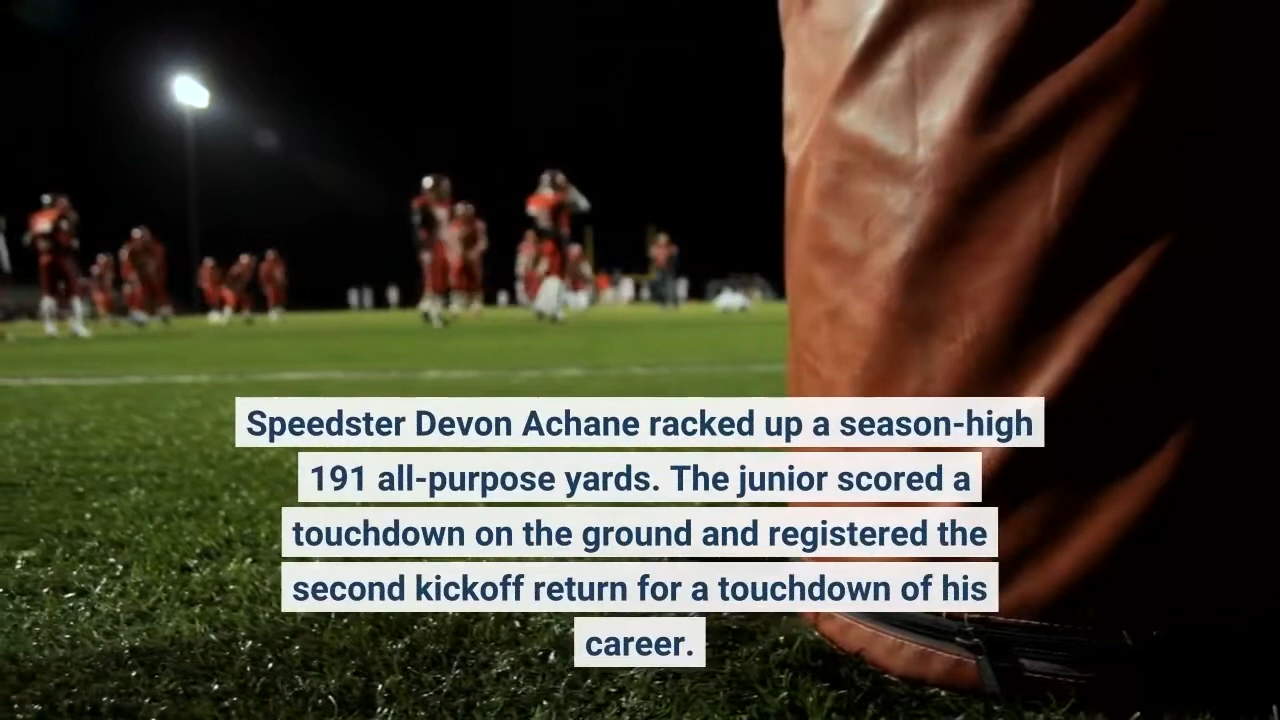 Speedster Devon Achane racked up a season-high
191 all-purpose yards. The junior scored a
touchdown on the ground and registered the
second kickoff return for a touchdown of his
career.